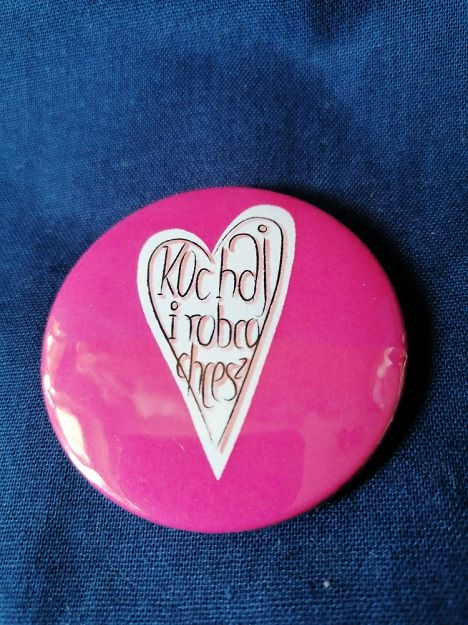 Kochaj
i rób co
chcesz